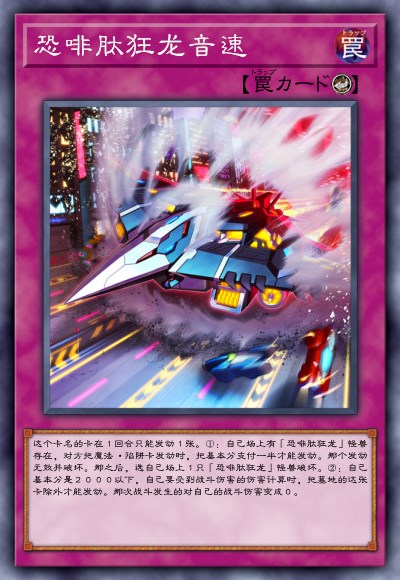 恐啡肽狂龙音速
トラップ
罠
トラップ
【罠カード】
这个卡名的卡在1回合只能发动1张。①：自己场上有「恐啡肽狂龙」怪兽
存在，对方把魔法·陷阱卡发动时，把基本分支付一半才能发动。那个发动
无效并破坏。那之后，选自己场上1只「恐啡肽狂龙」怪兽破坏。②：自己
基本分是2000以下，自己要受到战斗伤害的伤害计算时，把墓地的这张
卡除外才能发动。那次战斗发生的对自己的战斗伤害变成0。